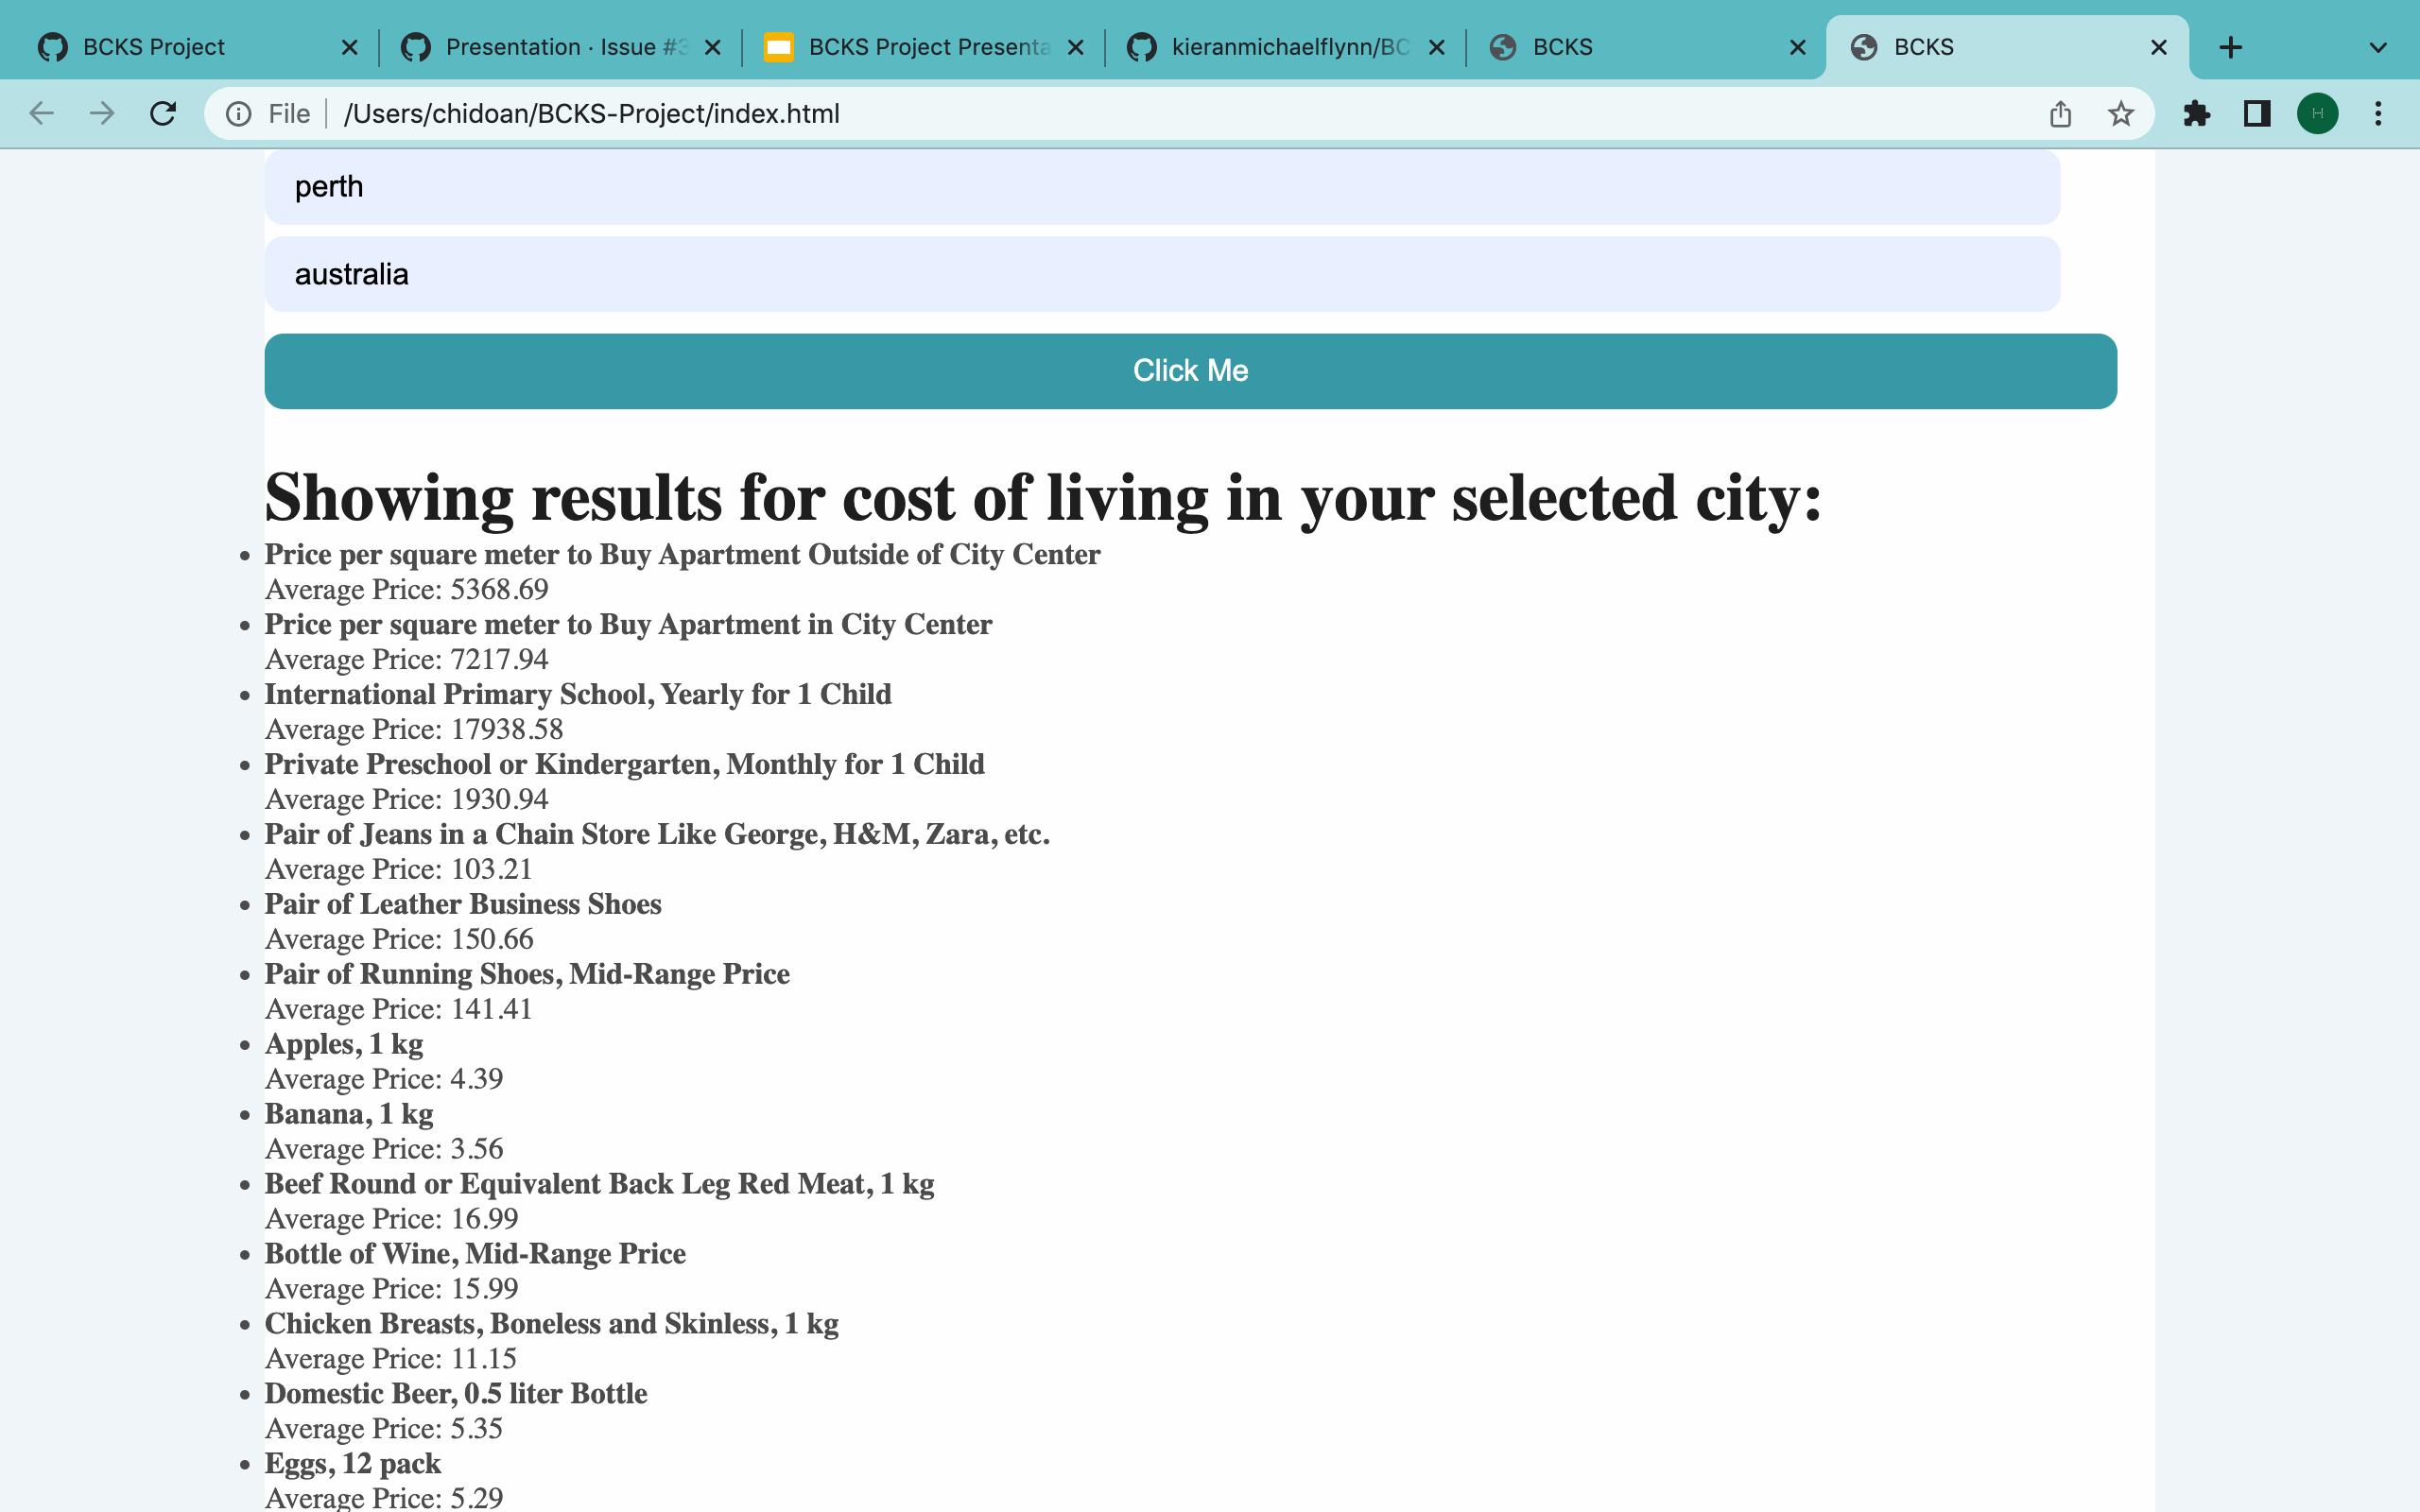 BCKS Project
Presentation · Issue #3
BCKS Project Presenta
kieranmichaelflynn/BC
BCKS
BCKS
File
/Users/chidoan/BCKS-Project/index.html
H
perth
australia
Click Me
Showing results for cost of living in your selected city:
Price per square meter to Buy Apartment Outside of City Center
Average Price: 5368.69
Price per square meter to Buy Apartment in City Center
Average Price: 7217.94
International Primary School, Yearly for 1 Child
Average Price: 17938.58
Private Preschool or Kindergarten, Monthly for 1 Child
Average Price: 1930.94
Pair of Jeans in a Chain Store Like George, H&M, Zara, etc.
Average Price: 103.21
Pair of Leather Business Shoes
Average Price: 150.66
Pair of Running Shoes, Mid-Range Price
Average Price: 141.41
Apples, 1 kg
Average Price: 4.39
Banana, 1 kg
Average Price: 3.56
Beef Round or Equivalent Back Leg Red Meat, 1 kg
Average Price: 16.99
Bottle of Wine, Mid-Range Price
Average Price: 15.99
Chicken Breasts, Boneless and Skinless, 1 kg
Average Price: 11.15
Domestic Beer, 0.5 liter Bottle
Average Price: 5.35
Eggs, 12 pack
Average Price: 5.29